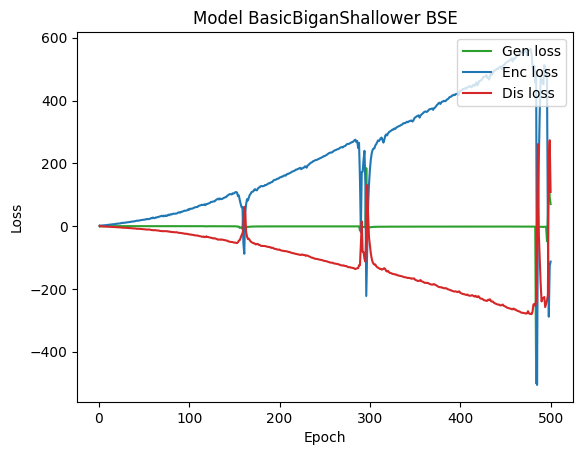 Model BasicBiganShallower BSE
Gen loss
Enc loss
Dis loss
Loss
600
400
200
0
−200
−400
0
100
200
300
400
500
Epoch